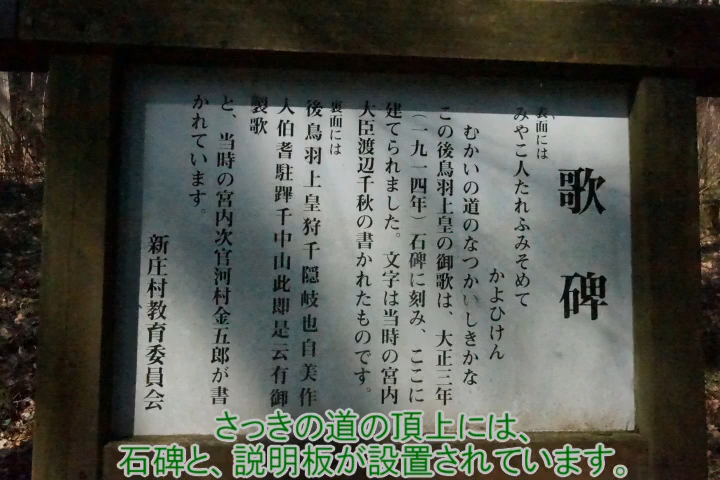 歌碑
表面には
みやこ人たれふみそめて
かよひけん
むかいの道のなつかしきかな
この後鳥羽上皇の御歌は、大正三年
(一九一四年)石碑に刻み、ここに
建てられました。文字は当時の宮内
大臣渡辺千秋の書かれたものです。
裏面には
後鳥羽上皇狩千隠岐也自美作
入伯耆駐蹕千中山此即是云有御
製歌
と、当時の宮内次官河村金五郎が書
かれています。
新庄村教育委員会
さつきの道の頂上には、
石碑と、説明板が設置されています。